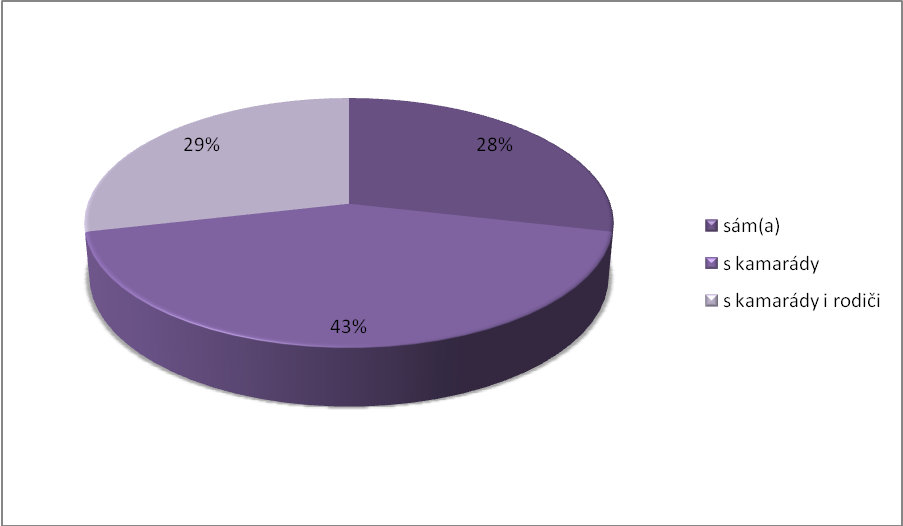 29%
28%
43%
sám(a)
s kamarády
s kamarády i rodiči